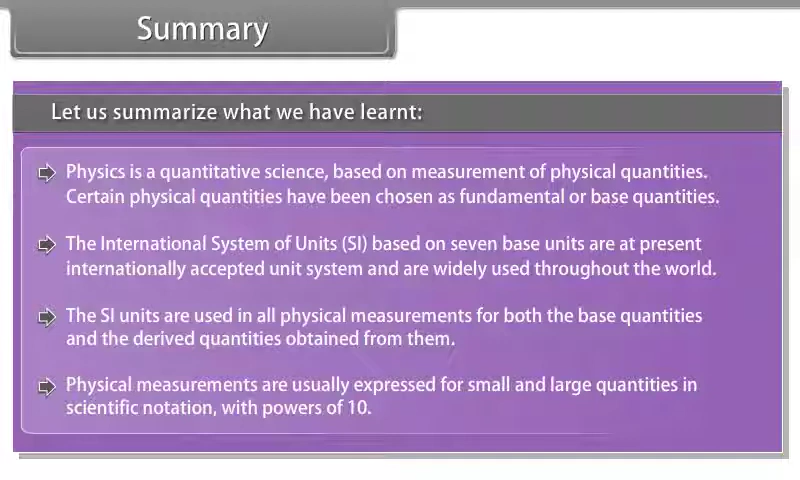 Summary
Let us summarize what we have learnt:
Physics is a quantitative science, based on measurement of physical quantities.
Certain physical quantities have been chosen as fundamental or base quantities.
The International System of Units (SI) based on seven base units are at present
internationally accepted unit system and are widely used throughout the world.
The SI units are used in all physical measurements for both the base quantities
and the derived quantities obtained from them.
Physical measurements are usually expressed for small and large quantities in
scientific notation, with powers of 10.